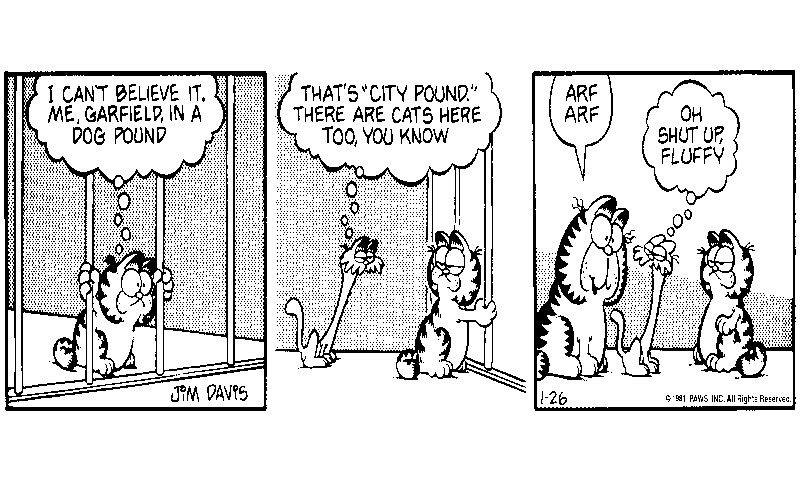 I CAN'T BELIEVE IT.
ME, GARFIELD, IN A
DOG POUND
JIM DAVIS
THAT'S "CITY POUND."
THERE ARE CATS HERE
TOO, YOU KNOW
ARF
ARF
OH
SHUT UP,
FLUFFY
1-26
© 1981 PAWS, INC. All Rights Reserved.